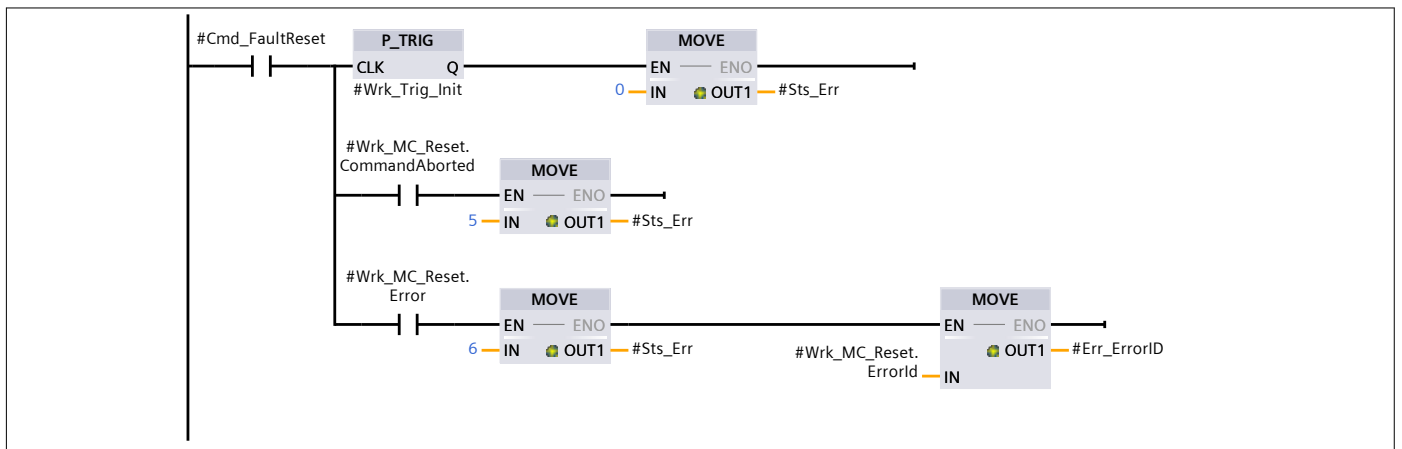 #Cmd_FaultReset
P_TRIG
CLK Q
#Wrk_Trig_Init
MOVE
EN ENO
0 IN OUT1 #Sts_Err
#Wrk_MC_Reset.
CommandAborted
MOVE
EN ENO
5 IN OUT1 #Sts_Err
#Wrk_MC_Reset.
Error
MOVE
EN ENO
6 IN OUT1 #Sts_Err
MOVE
EN ENO
OUT1 #Err_ErrorID
#Wrk_MC_Reset.
ErrorId IN